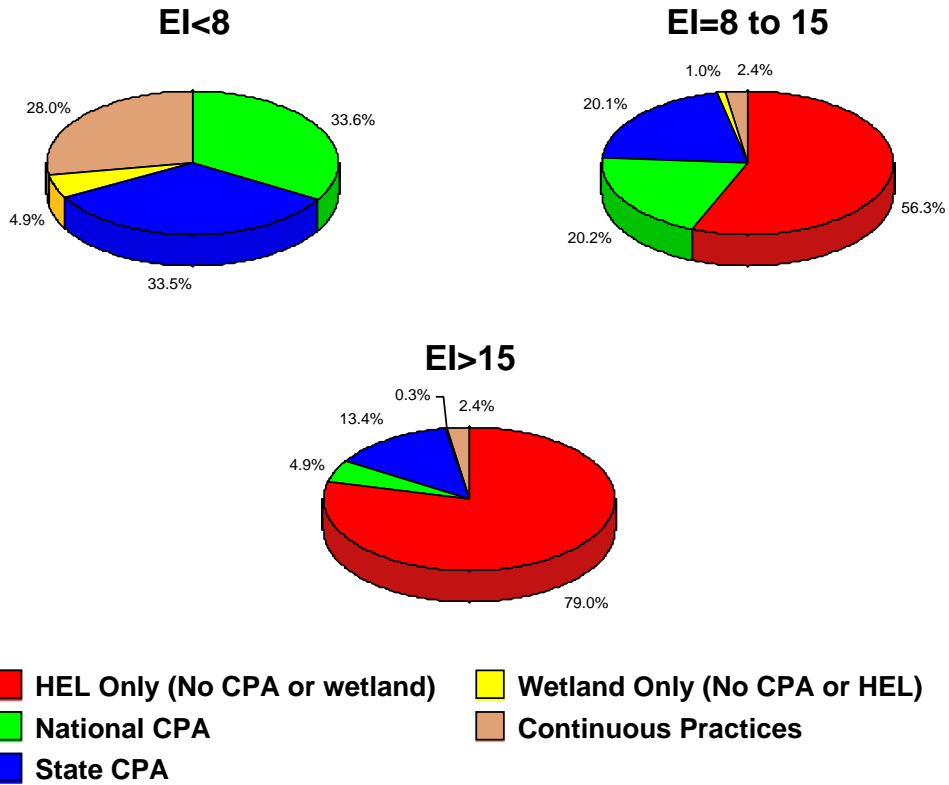 EI<8
EI=8 to 15
28.0%
33.6%
4.9%
33.5%
1.0%
2.4%
20.1%
56.3%
20.2%
EI>15
0.3%
2.4%
13.4%
4.9%
79.0%
HEL Only (No CPA or wetland)
National CPA
State CPA
Wetland Only (No CPA or HEL)
Continuous Practices